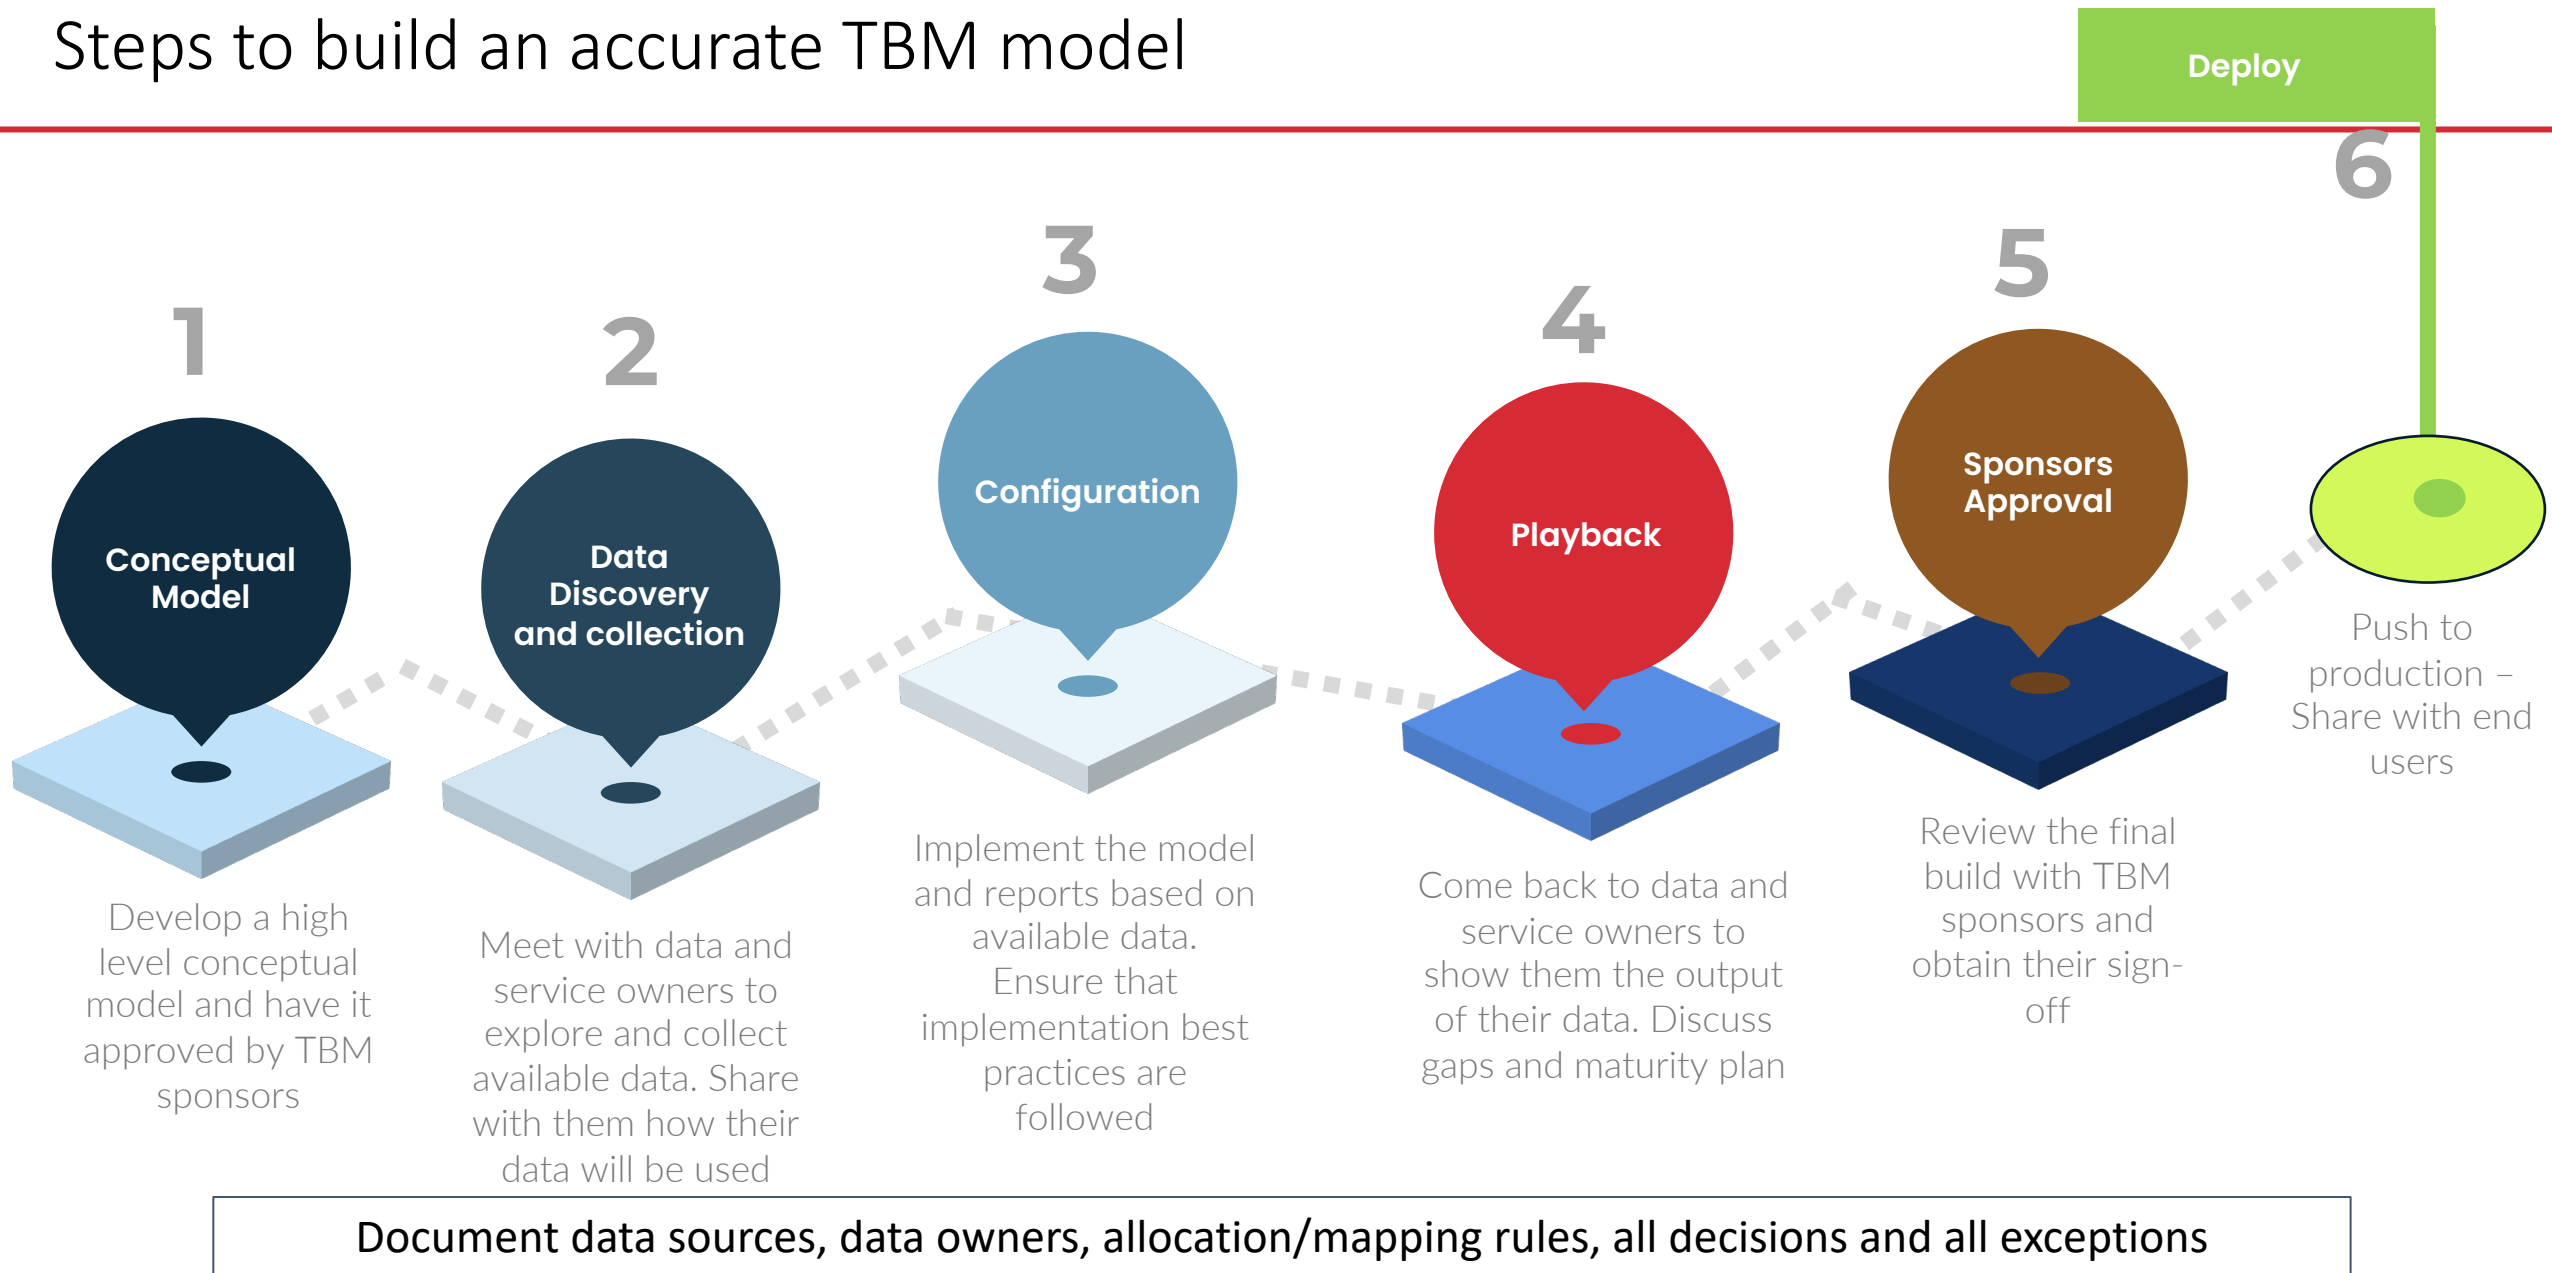 Steps to build an accurate TBM model
Deploy
6
1
2
3
4
5
Conceptual
Model
Data
Discovery
and collection
Configuration
Playback
Sponsors
Approval
Develop a high
level conceptual
model and have it
approved by TBM
sponsors
Meet with data and
service owners to
explore and collect
available data. Share
with them how their
data will be used
Implement the model
and reports based on
available data.
Ensure that
implementation best
practices are
followed
Come back to data and
service owners to
show them the output
of their data. Discuss
gaps and maturity plan
Review the final
build with TBM
sponsors and
obtain their sign-
off
Push to
production –
Share with end
users
Document data sources, data owners, allocation/mapping rules, all decisions and all exceptions